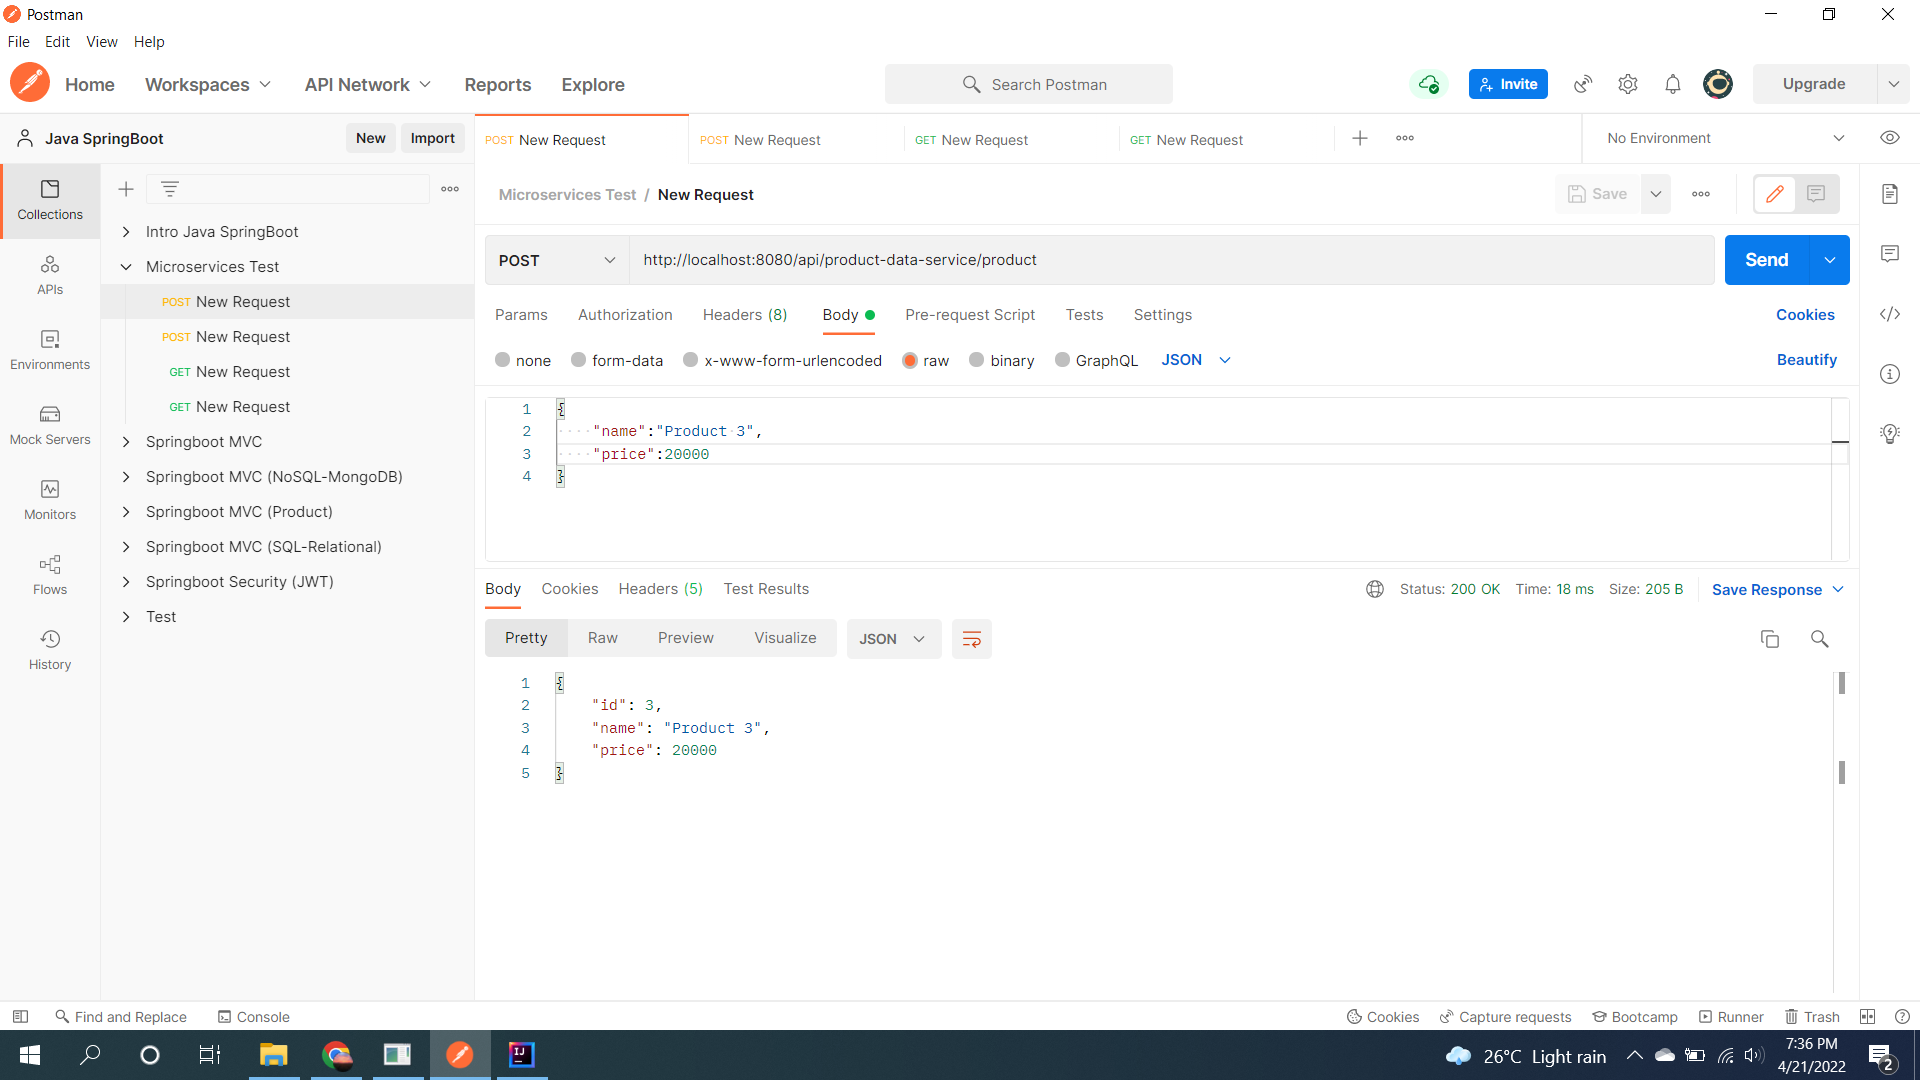 Postman
File Edit View Help
Home Workspaces API Network Reports Explore Search Postman Invite Upgrade
Java SpringBoot New Import
POST New Request POST New Request GET New Request GET New Request No Environment
Collections
APIs
Environments
Mock Servers
Monitors
Flows
History
Intro Java SpringBoot
Microservices Test
POST New Request
POST New Request
GET New Request
GET New Request
Springboot MVC
Springboot MVC (NoSQL-MongoDB)
Springboot MVC (Product)
Springboot MVC (SQL-Relational)
Springboot Security (JWT)
Test
Microservices Test / New Request Save
POST http://localhost:8080/api/product-data-service/product Send
Params Authorization Headers (8) Body Pre-request Script Tests Settings Cookies
none form-data x-www-form-urlencoded raw binary GraphQL JSON Beautify
1 {
2 "name":"Product 3",
3 "price":20000
4 }
Body Cookies Headers (5) Test Results Status: 200 OK Time: 18 ms Size: 205 B Save Response
Pretty Raw Preview Visualize JSON
1 {
2 "id": 3,
3 "name": "Product 3",
4 "price": 20000
5 }
Find and Replace Console Cookies Capture requests Bootcamp Runner Trash
26°C Light rain 7:36 PM
4/21/2022 2